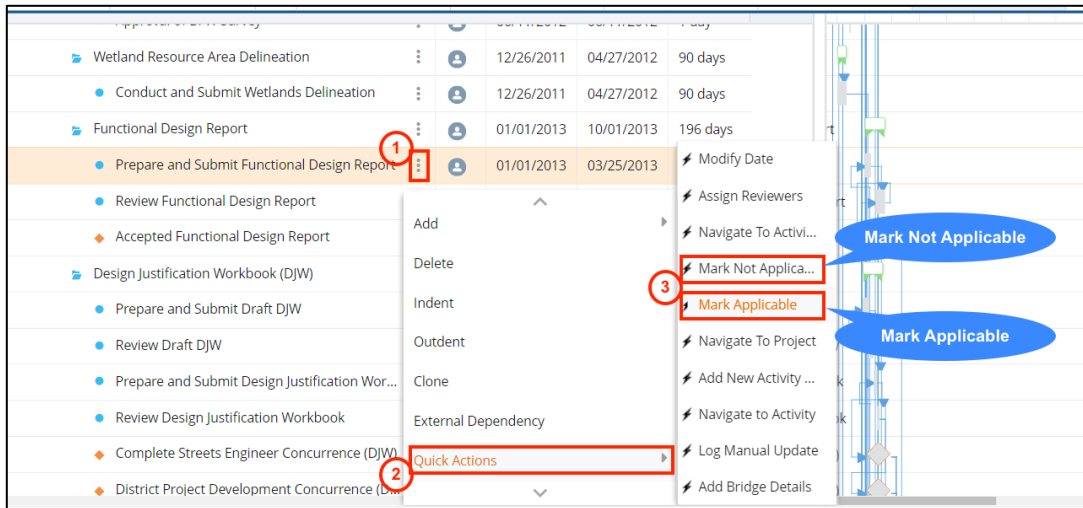 Wetland Resource Area Delineation 12/26/2011 04/27/2012 90 days
Conduct and Submit Wetlands Delineation 12/26/2011 04/27/2012 90 days
Functional Design Report 01/01/2013 10/01/2013 196 days
1
Prepare and Submit Functional Design Report 01/01/2013 03/25/2013
Review Functional Design Report
Accepted Functional Design Report
Design Justification Workbook (DJW)
Prepare and Submit Draft DJW
Review Draft DJW
Prepare and Submit Design Justification Wor...
Review Design Justification Workbook
Complete Streets Engineer Concurrence (DJW)
District Project Development Concurrence (D...
Add
Delete
Indent
Outdent
Clone
External Dependency
Quick Actions
2
Modify Date
Assign Reviewers
Navigate To Activi...
Mark Not Applica...
3
Mark Applicable
Navigate To Project
Add New Activity ...
Navigate to Activity
Log Manual Update
Add Bridge Details
Mark Not Applicable
Mark Applicable